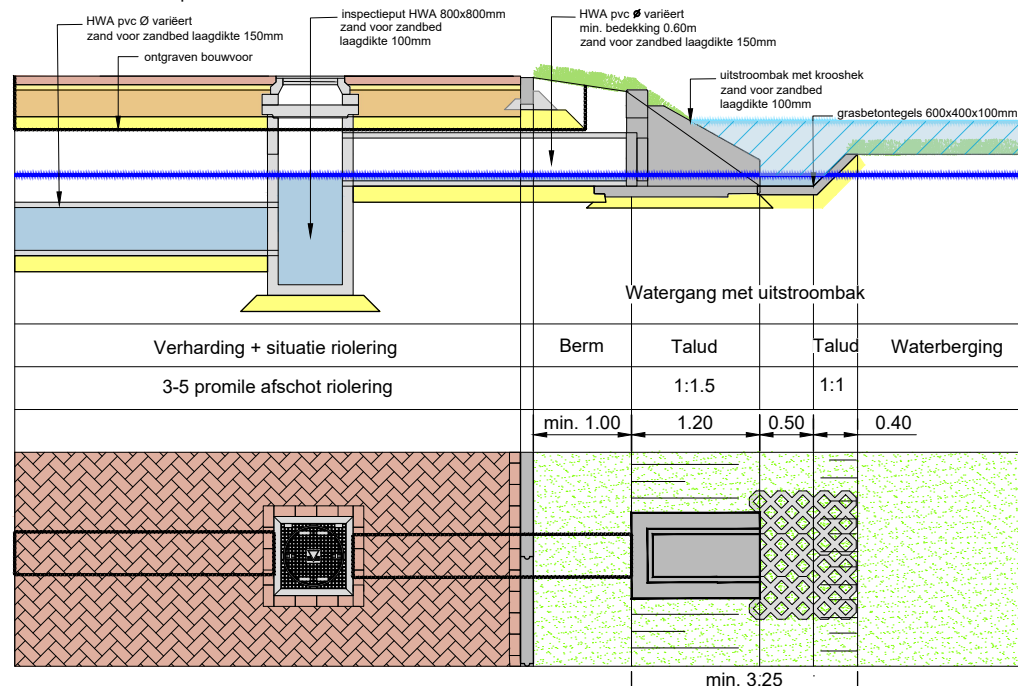 HWA pvc Ø variëert
zand voor zandbed laagdikte 150mm
ontgraven bouwvoor
inspectieput HWA 800x800mm
zand voor zandbed
laagdikte 100mm
HWA pvc Ø variëert
min. bedekking 0.60m
zand voor zandbed laagdikte 150mm
uitstroombak met krooshek
zand voor zandbed
laagdikte 100mm
grasbetontegels 600x400x100mm
Watergang met uitstroombak
Verharding + situatie riolering
Berm
Talud
Talud
Waterberging
3-5 promile afschot riolering
1:1.5
1:1
min. 1.00
1.20
0.50
0.40
min. 3.25